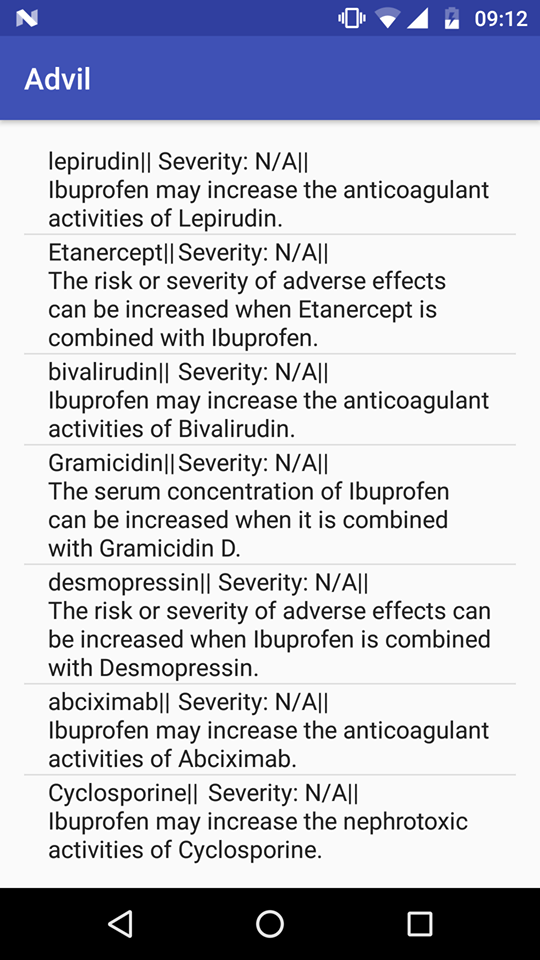 09:12
Advil
lepirudin|| Severity: N/A||
Ibuprofen may increase the anticoagulant
activities of Lepirudin.
Etanercept||Severity: N/A||
The risk or severity of adverse effects
can be increased when Etanercept is
combined with Ibuprofen.
bivalirudin|| Severity: N/A||
Ibuprofen may increase the anticoagulant
activities of Bivalirudin.
Gramicidin||Severity: N/A||
The serum concentration of Ibuprofen
can be increased when it is combined
with Gramicidin D.
desmopressin|| Severity: N/A||
The risk or severity of adverse effects can
be increased when Ibuprofen is combined
with Desmopressin.
abciximab|| Severity: N/A||
Ibuprofen may increase the anticoagulant
activities of Abciximab.
Cyclosporine|| Severity: N/A||
Ibuprofen may increase the nephrotoxic
activities of Cyclosporine.